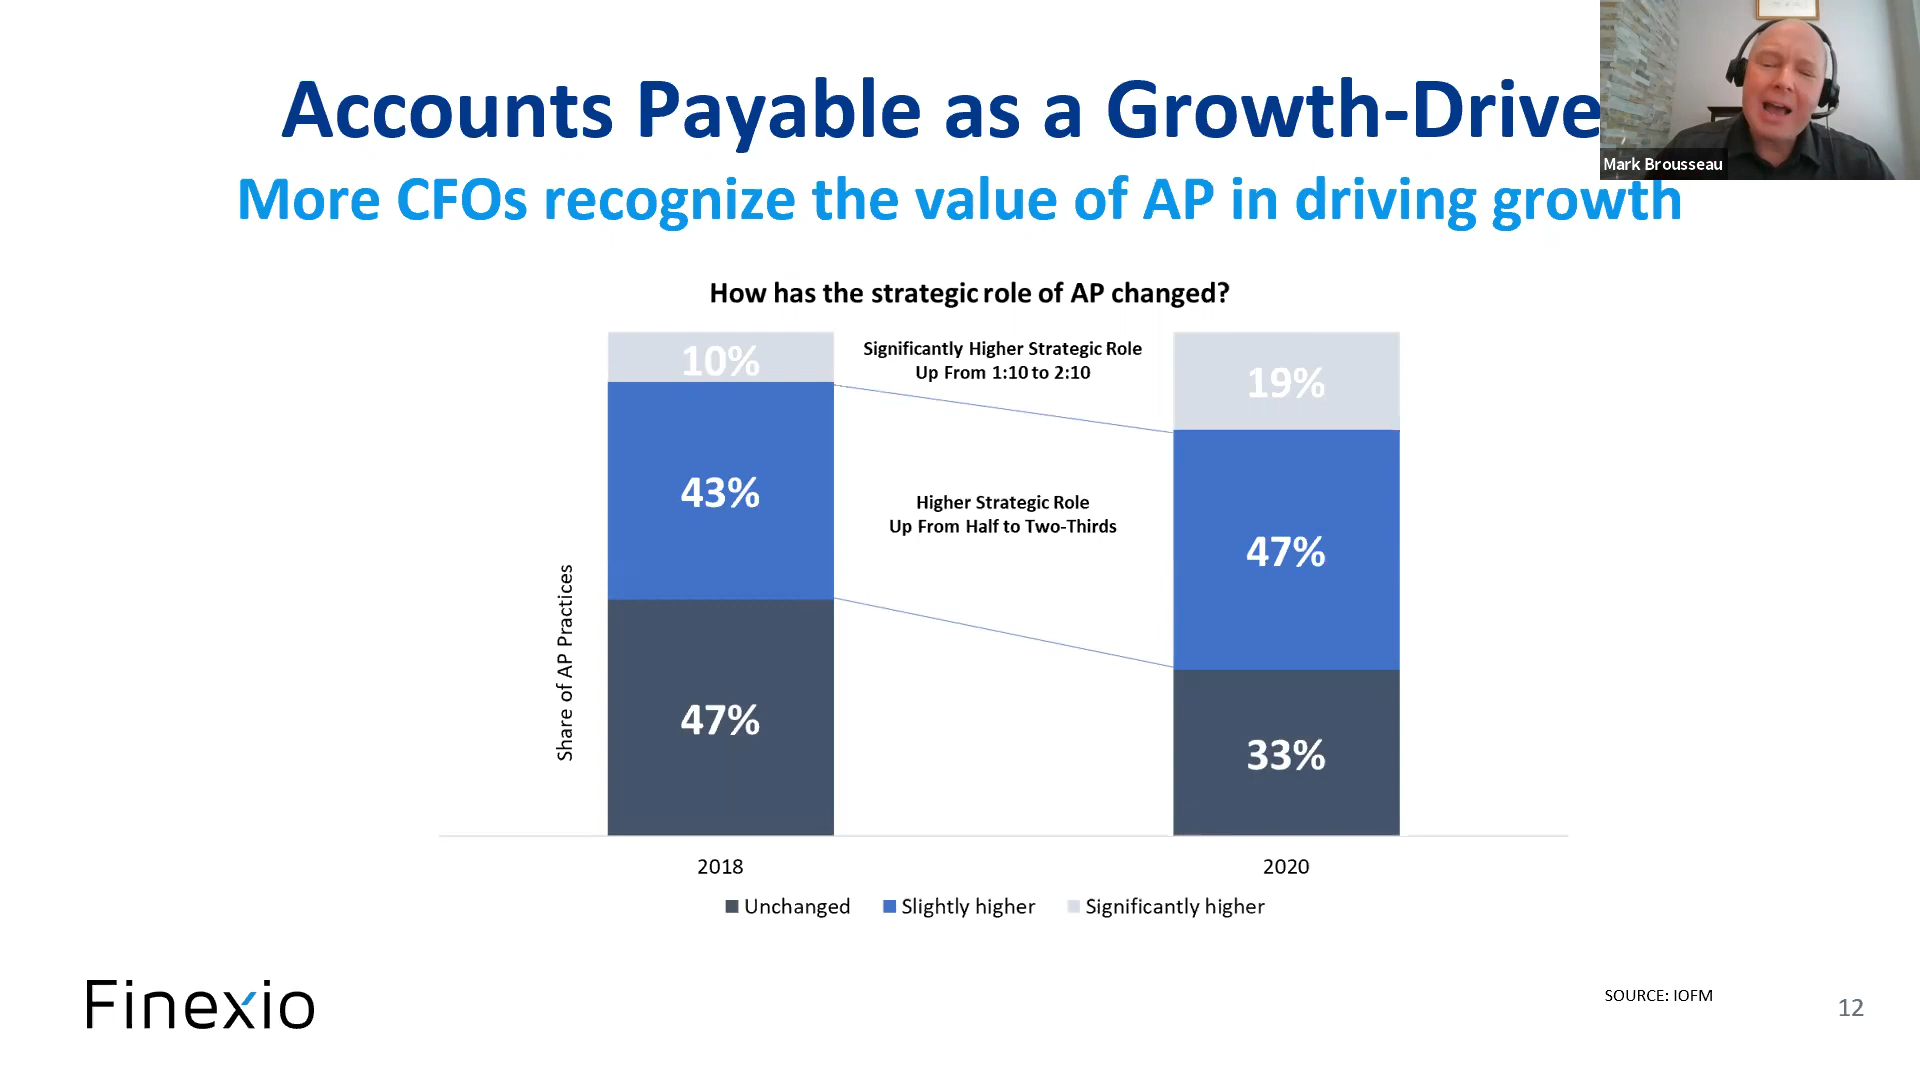 Accounts Payable as a Growth-Drive
Mark Brousseau
More CFOs recognize the value of AP in driving growth
How has the strategic role of AP changed?
10%
Significantly Higher Strategic Role
Up From 1:10 to 2:10
19%
43%
Higher Strategic Role
Up From Half to Two-Thirds
47%
Share of AP Practices
47%
33%
2018
2020
Unchanged
Slightly higher
Significantly higher
Finexio
SOURCE: IOFM
12